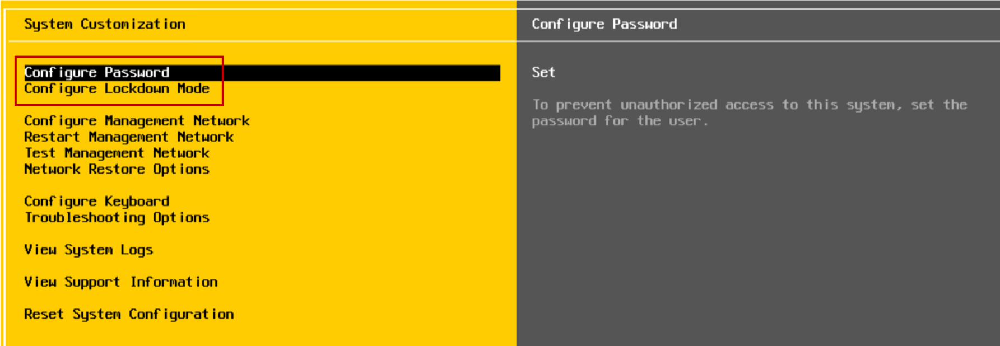 System Customization
Configure Password
Configure Lockdown Mode
Configure Management Network
Restart Management Network
Test Management Network
Network Restore Options
Configure Keyboard
Troubleshooting Options
View System Logs
View Support Information
Reset System Configuration
Configure Password
Set
To prevent unauthorized access to this system, set the
password for the user.